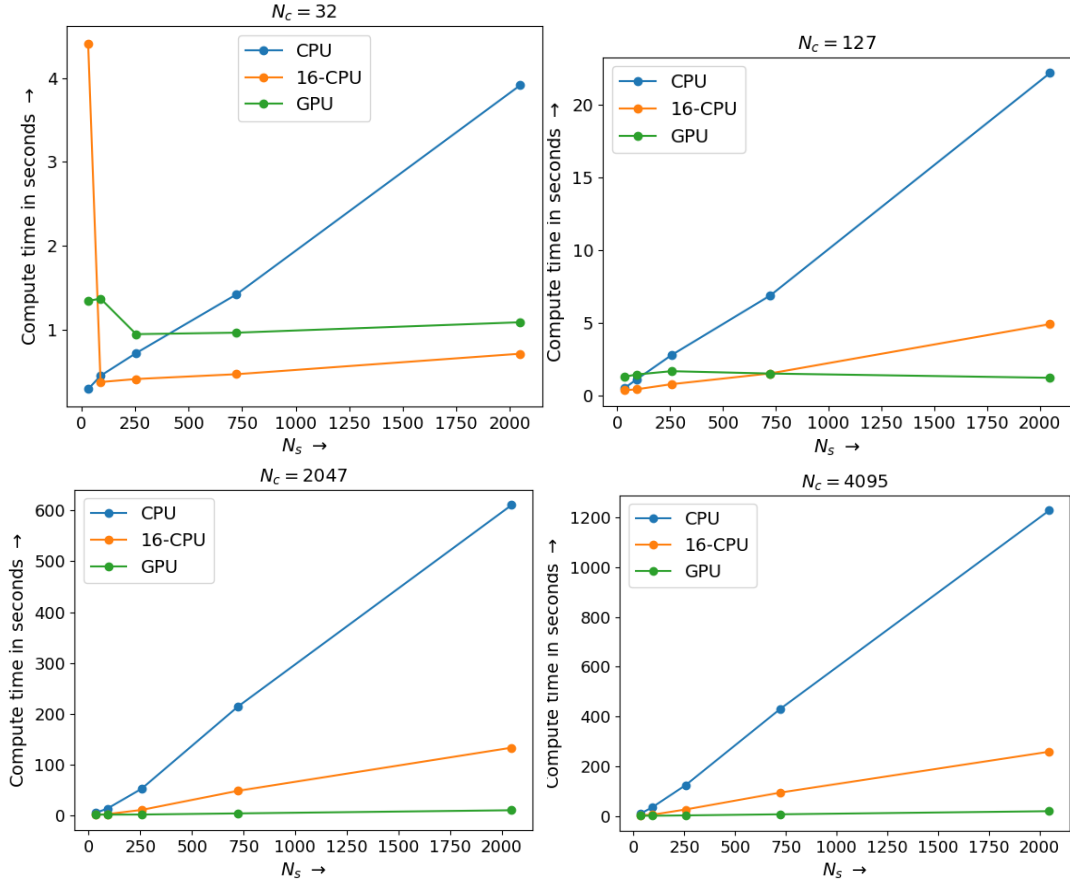 N_c = 32
Compute time in seconds →
4
3
2
1
CPU
16-CPU
GPU
0 250 500 750 1000 1250 1500 1750 2000
N_s →
N_c = 127
Compute time in seconds →
20
15
10
5
0
CPU
16-CPU
GPU
0 250 500 750 1000 1250 1500 1750 2000
N_s →
N_c = 2047
Compute time in seconds →
600
500
400
300
200
100
0
CPU
16-CPU
GPU
0 250 500 750 1000 1250 1500 1750 2000
N_s →
N_c = 4095
Compute time in seconds →
1200
1000
800
600
400
200
0
CPU
16-CPU
GPU
0 250 500 750 1000 1250 1500 1750 2000
N_s →